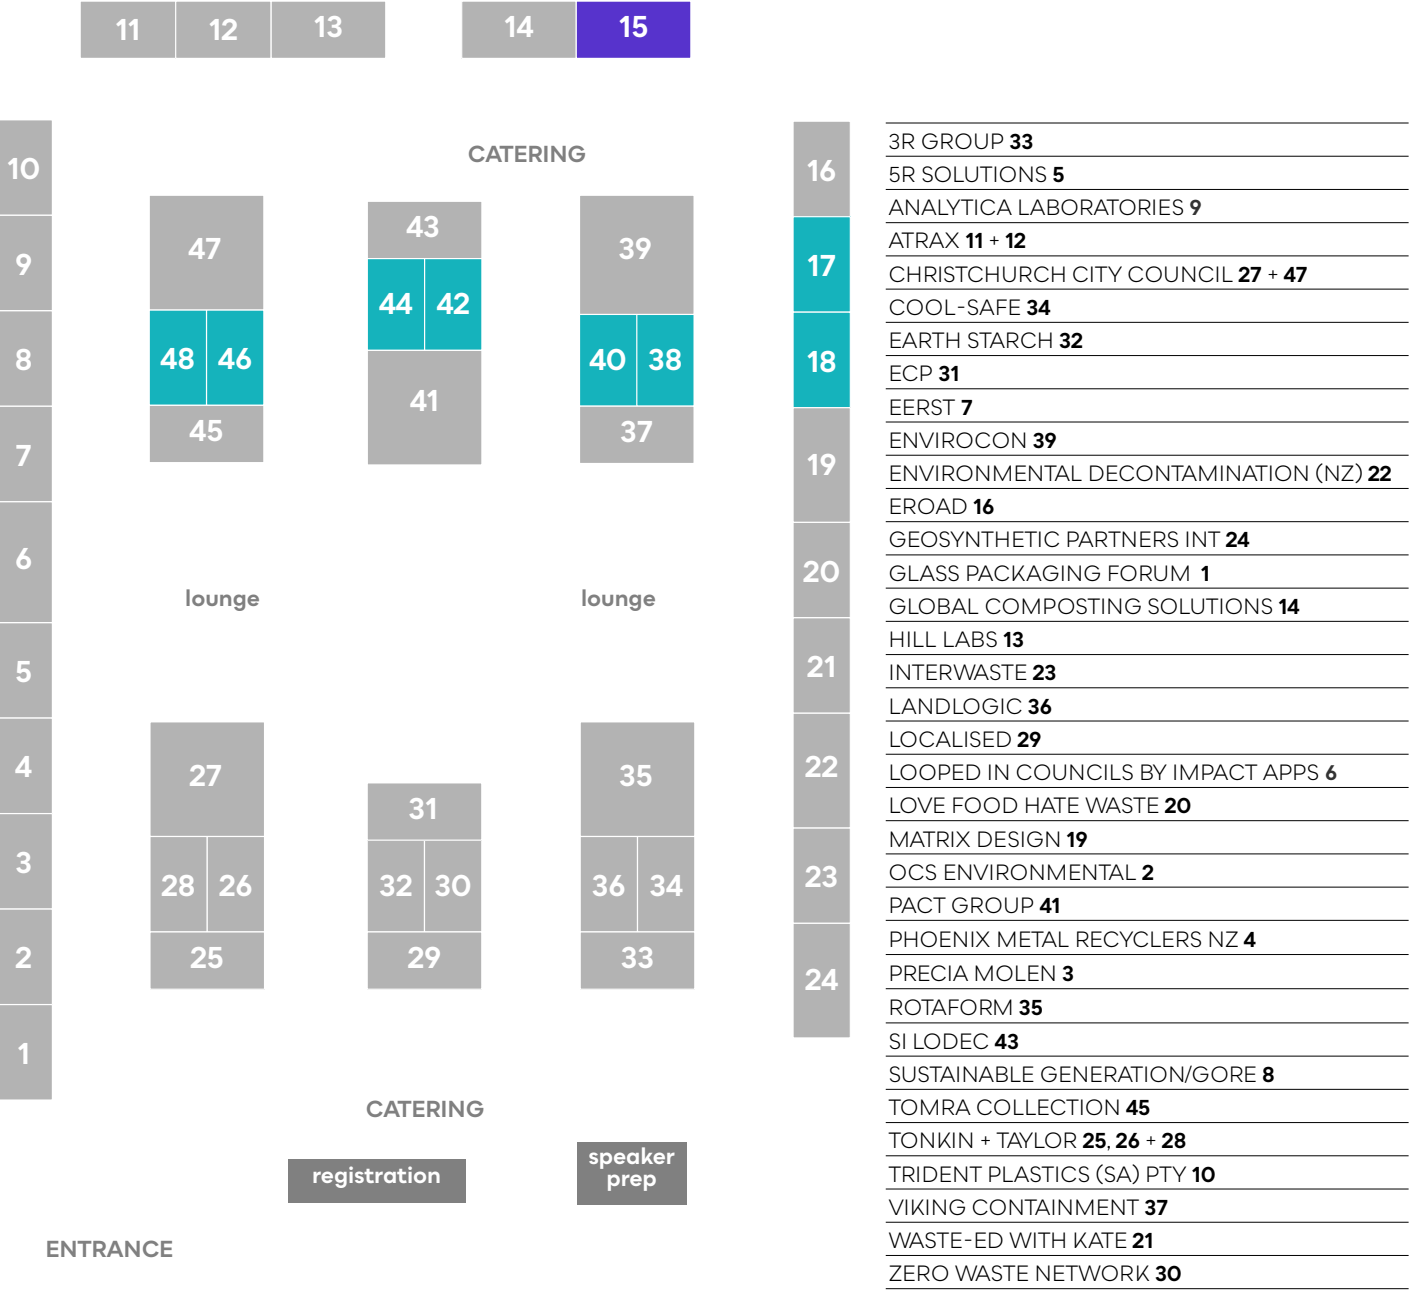 11 12 13 14 15
CATERING
10
9
8
7
6
5
4
3
2
1
47
48 46
45
43
44 42
41
39
40 38
37
lounge
lounge
27
28 26
25
31
32 30
29
35
36 34
33
16
17
18
19
20
21
22
23
24
CATERING
registration
speaker
prep
ENTRANCE
3R GROUP 33
5R SOLUTIONS 5
ANALYTICA LABORATORIES 9
ATRAX 11 + 12
CHRISTCHURCH CITY COUNCIL 27 + 47
COOL-SAFE 34
EARTH STARCH 32
ECP 31
EERST 7
ENVIROCON 39
ENVIRONMENTAL DECONTAMINATION (NZ) 22
EROAD 16
GEOSYNTHETIC PARTNERS INT 24
GLASS PACKAGING FORUM 1
GLOBAL COMPOSTING SOLUTIONS 14
HILL LABS 13
INTERWASTE 23
LANDLOGIC 36
LOCALISED 29
LOOPED IN COUNCILS BY IMPACT APPS 6
LOVE FOOD HATE WASTE 20
MATRIX DESIGN 19
OCS ENVIRONMENTAL 2
PACT GROUP 41
PHOENIX METAL RECYCLERS NZ 4
PRECIA MOLEN 3
ROTAFORM 35
SI LODEC 43
SUSTAINABLE GENERATION/GORE 8
TOMRA COLLECTION 45
TONKIN + TAYLOR 25, 26 + 28
TRIDENT PLASTICS (SA) PTY 10
VIKING CONTAINMENT 37
WASTE-ED WITH KATE 21
ZERO WASTE NETWORK 30